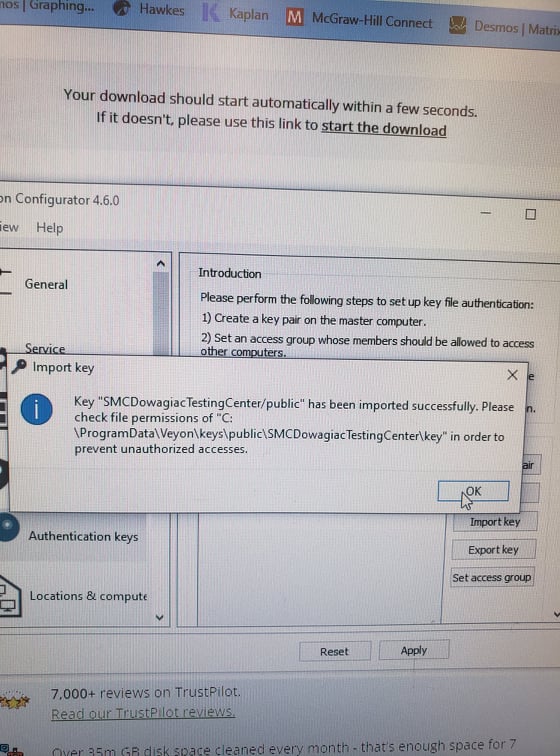 nos | Graphing... Hawkes Kaplan McGraw-Hill Connect Desmos | Matrix
Your download should start automatically within a few seconds.
If it doesn't, please use this link to start the download
on Configurator 4.6.0
iew Help
General
Service
Introduction
Please perform the following steps to set up key file authentication:
1) Create a key pair on the master computer.
2) Set an access group whose members should be allowed to access
other computers.
e
n.
Import key
Key "SMCDowagiacTestingCenter/public" has been imported successfully. Please
check file permissions of "C:
\ProgramData\Veyon\keys\public\SMCDowagiacTestingCenter\key" in order to
prevent unauthorized accesses.
OK
air
Authentication keys
Locations & compute
Import key
Export key
Set access group
Reset Apply
7,000+ reviews on TrustPilot.
Read our TrustPilot reviews.
Over 35m GB disk space cleaned every month - that's enough space for 7